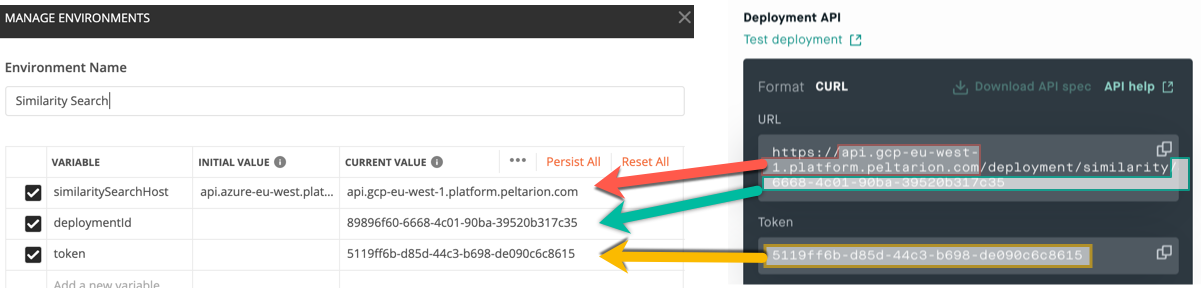 MANAGE ENVIRONMENTS
Environment Name
Similarity Search
VARIABLE INITIAL VALUE CURRENT VALUE ••• Persist All Reset All
similaritySearchHost api.azure-eu-west.plat... api.gcp-eu-west-1.platform.peltarion.com
deploymentId 89896f60-6668-4c01-90ba-39520b317c35
token 5119ff6b-d85d-44c3-b698-de090c6c8615
Add a new variable
Deployment API
Test deployment
Format CURL Download API spec API help
URL
https://api.gcp-eu-west-
1.platform.peltarion.com/deployment/similarity/
6668-4c01-90ba-39520b317c35
Token
5119ff6b-d85d-44c3-b698-de090c6c8615